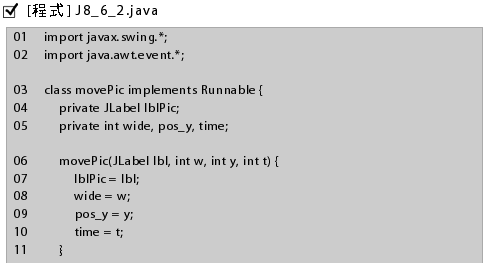 [程式] J8_6_2.java
01 import javax.swing.*;
02 import java.awt.event.*;
03 class movePic implements Runnable {
04 private JLabel lblPic;
05 private int wide, pos_y, time;
06 movePic(JLabel lbl, int w, int y, int t) {
07 lblPic = lbl;
08 wide = w;
09 pos_y = y;
10 time = t;
11 }